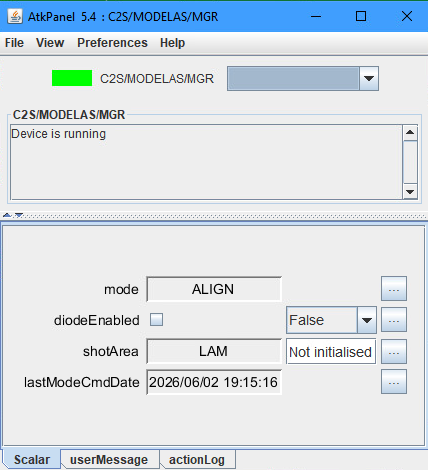 AtkPanel 5.4 : C2S/MODELAS/MGR
File View Preferences Help
C2S/MODELAS/MGR
C2S/MODELAS/MGR
Device is running
mode ALIGN ...
diodeEnabled False ...
shotArea LAM Not initialised ...
lastModeCmdDate 2026/06/02 19:15:16 ...
Scalar userMessage actionLog